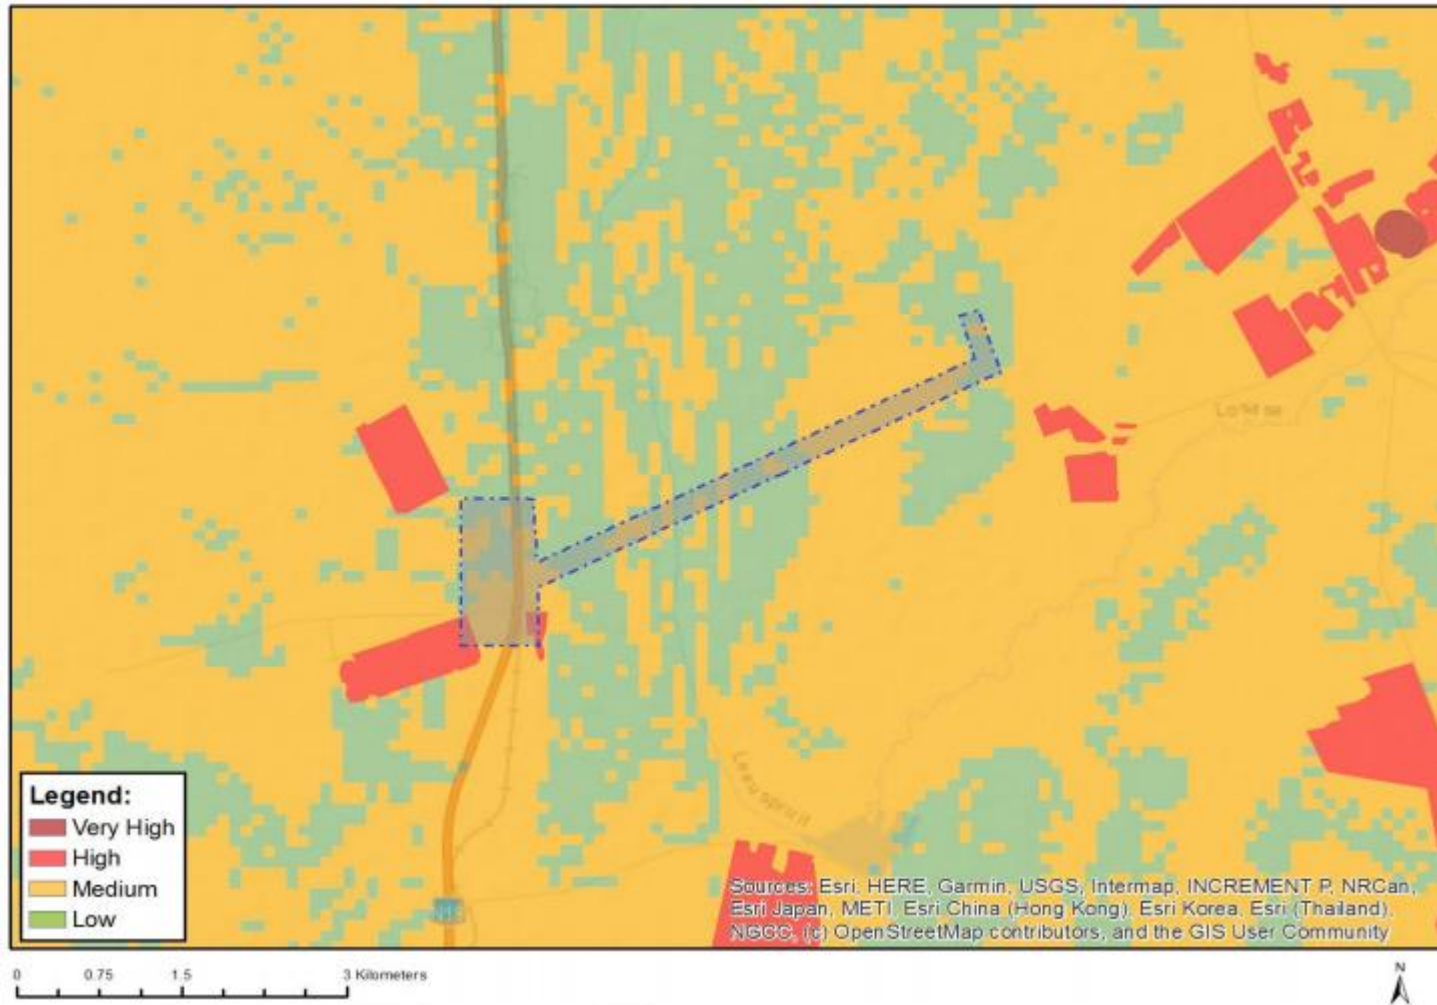 Leeuspruit
N18
Legend:
Very High
High
Medium
Low
Sources: Esri, HERE, Garmin, USGS, Intermap, INCREMENT P, NRCan,
Esri Japan, METI, Esri China (Hong Kong), Esri Korea, Esri (Thailand),
NGCC, (c) OpenStreetMap contributors, and the GIS User Community
0 0.75 1.5 3 Kilometers
N